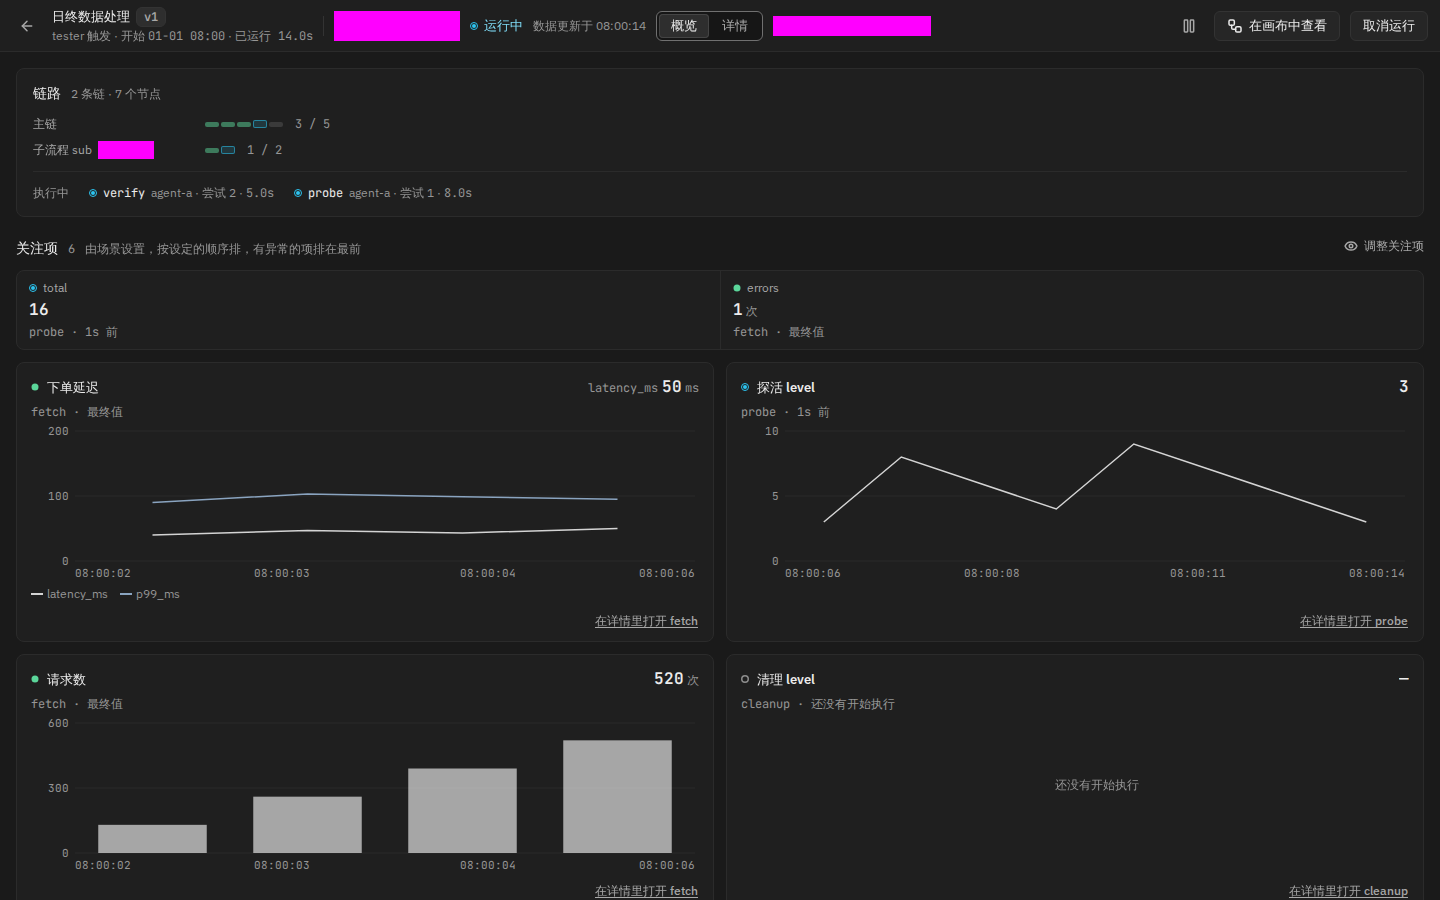 日终数据处理 v1
tester 触发 · 开始 01-01 08:00 · 已运行 14.0s
运行中 数据更新于 08:00:14 概览 详情
在画布中查看 取消运行
链路 2 条链 · 7 个节点
主链 3 / 5
子流程 sub 1 / 2
执行中 verify agent-a · 尝试 2 · 5.0s probe agent-a · 尝试 1 · 8.0s
关注项 6 由场景设置，按设定的顺序排，有异常的项排在最前 调整关注项
total
16
probe · 1s 前
errors
1 次
fetch · 最终值
下单延迟 latency_ms 50 ms
fetch · 最终值
200
100
0
08:00:02 08:00:03 08:00:04 08:00:06
latency_ms p99_ms
在详情里打开 fetch
探活 level 3
probe · 1s 前
10
5
0
08:00:06 08:00:08 08:00:11 08:00:14
在详情里打开 probe
请求数 520 次
fetch · 最终值
600
300
0
08:00:02 08:00:03 08:00:04 08:00:06
在详情里打开 fetch
清理 level —
cleanup · 还没有开始执行
还没有开始执行
在详情里打开 cleanup